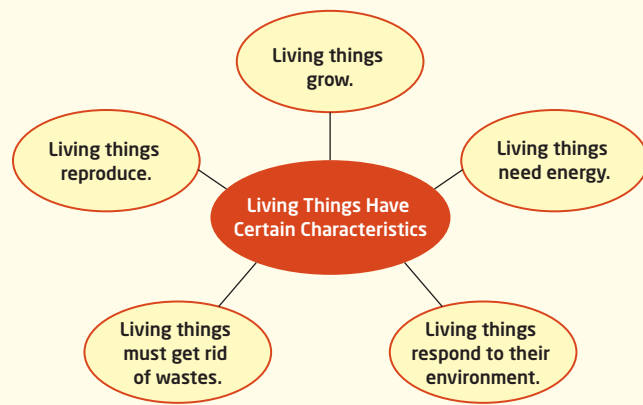 Living things
grow.
Living things
reproduce.
Living things
need energy.
Living Things Have
Certain Characteristics
Living things
must get rid
of wastes.
Living things
respond to their
environment.